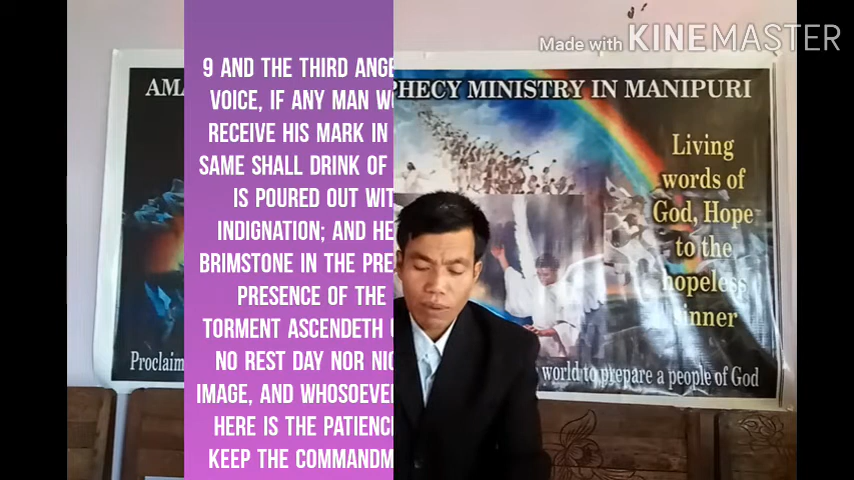 Made with KINEMASTER
9 AND THE THIRD ANGE
VOICE, IF ANY MAN W
RECEIVE HIS MARK IN
SAME SHALL DRINK OF
IS POURED OUT WIT
INDIGNATION; AND HE
BRIMSTONE IN THE PRE
PRESENCE OF THE
TORMENT ASCENDETH U
NO REST DAY NOR NIG
IMAGE, AND WHOSOEVE
HERE IS THE PATIENC
KEEP THE COMMANDM
AMA
PHECY MINISTRY IN MANIPURI
Living
words of
God, Hope
to the
hopeless
sinner
Proclaim
world to prepare a people of God